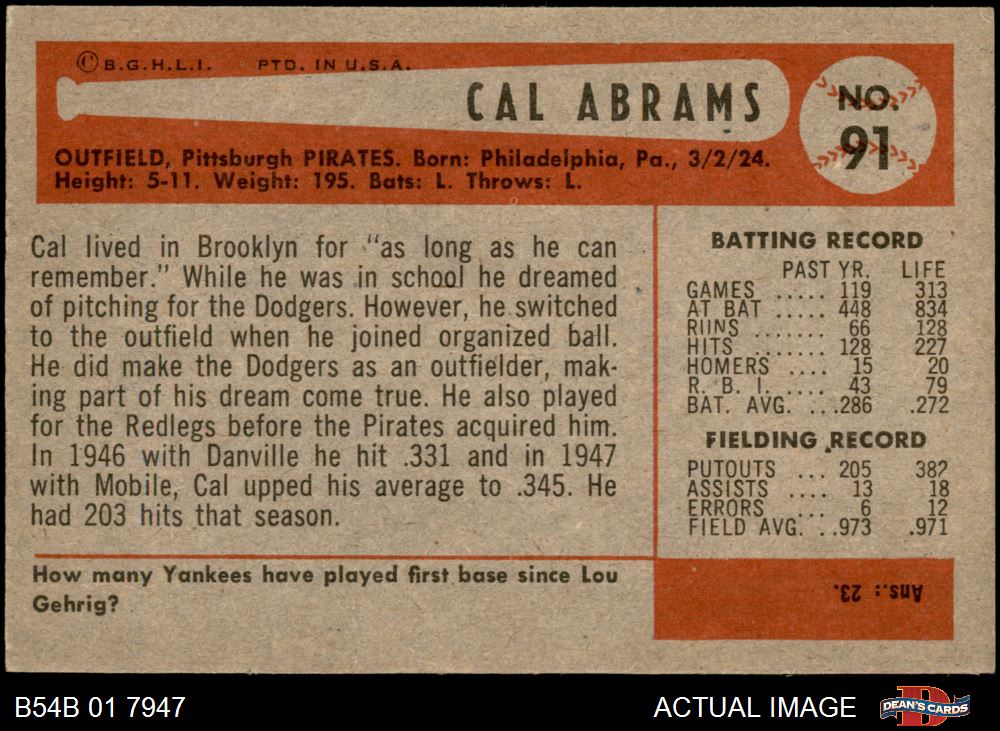 © B.G.H.L.I. PTD. IN U.S.A.
CAL ABRAMS
NO.
91
OUTFIELD, Pittsburgh PIRATES. Born: Philadelphia, Pa., 3/2/24.
Height: 5-11. Weight: 195. Bats: L. Throws: L.
Cal lived in Brooklyn for "as long as he can
remember." While he was in school he dreamed
of pitching for the Dodgers. However, he switched
to the outfield when he joined organized ball.
He did make the Dodgers as an outfielder, mak-
ing part of his dream come true. He also played
for the Redlegs before the Pirates acquired him.
In 1946 with Danville he hit .331 and in 1947
with Mobile, Cal upped his average to .345. He
had 203 hits that season.
BATTING RECORD
PAST YR. LIFE
GAMES ..... 119 313
AT BAT ..... 448 834
RUNS ....... 66 128
HITS ....... 128 227
HOMERS .... 15 20
R. B. I. .... 43 79
BAT. AVG. ... .286 .272
FIELDING RECORD
PUTOUTS ... 205 382
ASSISTS .... 13 18
ERRORS .... 6 12
FIELD AVG. . .973 .971
How many Yankees have played first base since Lou
Gehrig?
Ans.: 23.
B54B 01 7947
ACTUAL IMAGE
D
DEAN'S CARDS